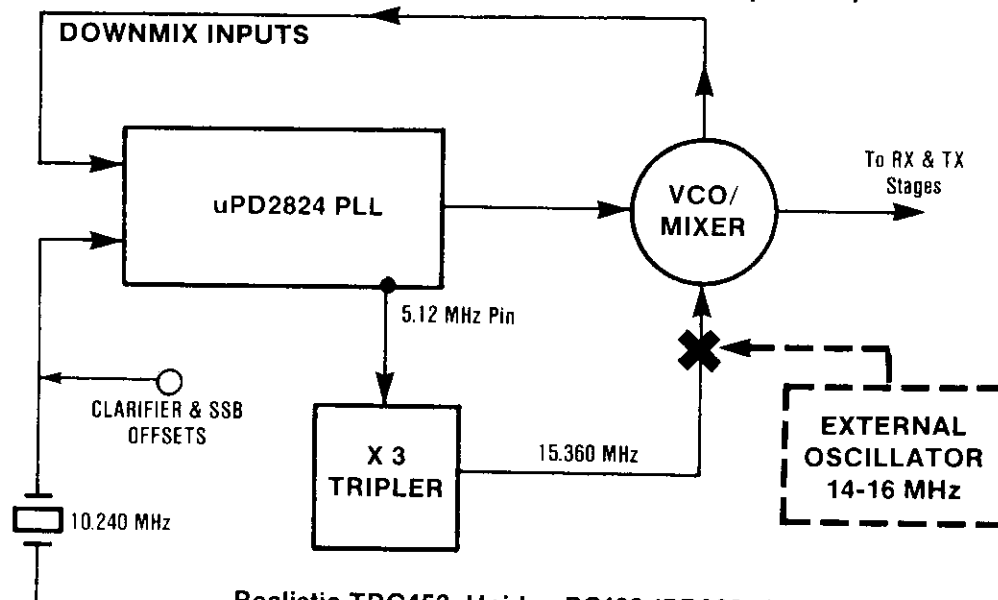 DOWNMIX INPUTS
uPD2824 PLL
VCO/
MIXER
To RX & TX
Stages
5.12 MHz Pin
CLARIFIER & SSB
OFFSETS
X 3
TRIPLER
15.360 MHz
EXTERNAL
OSCILLATOR
14-16 MHz
10.240 MHz